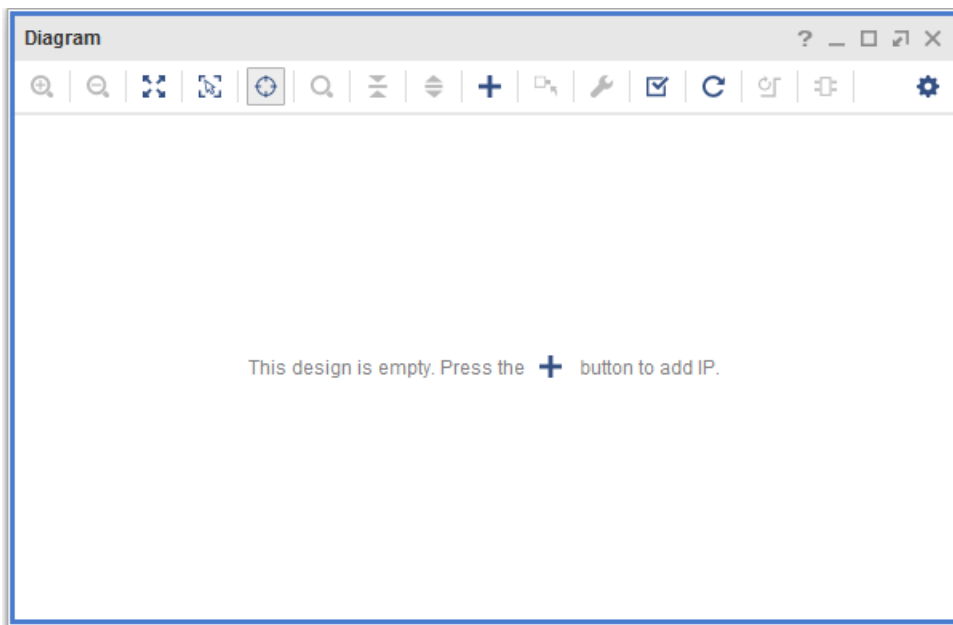 Diagram
This design is empty. Press the + button to add IP.